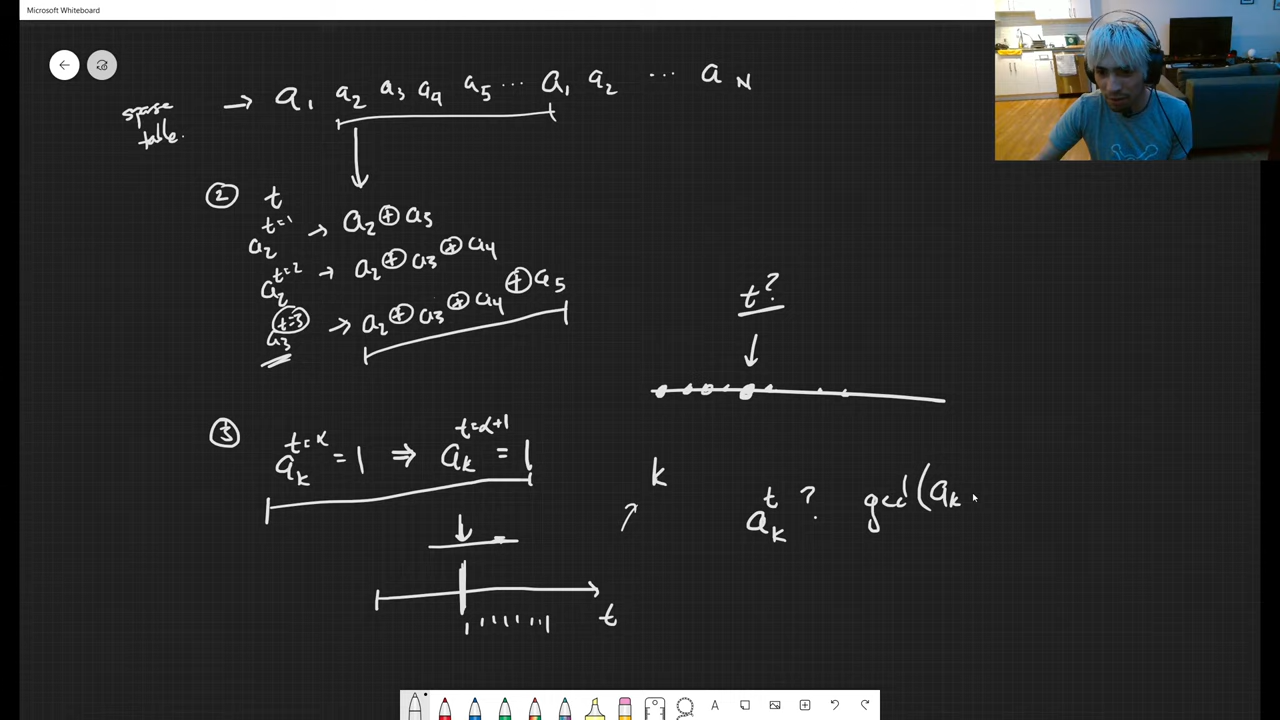 Microsoft Whiteboard
sparse table.
→ a₁ a₂ a₃ a₄ a₅ ... a₁ a₂ ... a N
② t
a₂ t=1 → a₂ ⊕ a₃
a₂ t=2 → a₂ ⊕ a₃ ⊕ a₄
a₃ t=3 → a₂ ⊕ a₃ ⊕ a₄ ⊕ a₅
t?
③ aₖ t=α = 1 ⇒ aₖ t=α+1 = 1
k
aₖ t ? gcd (aₖ
t
A